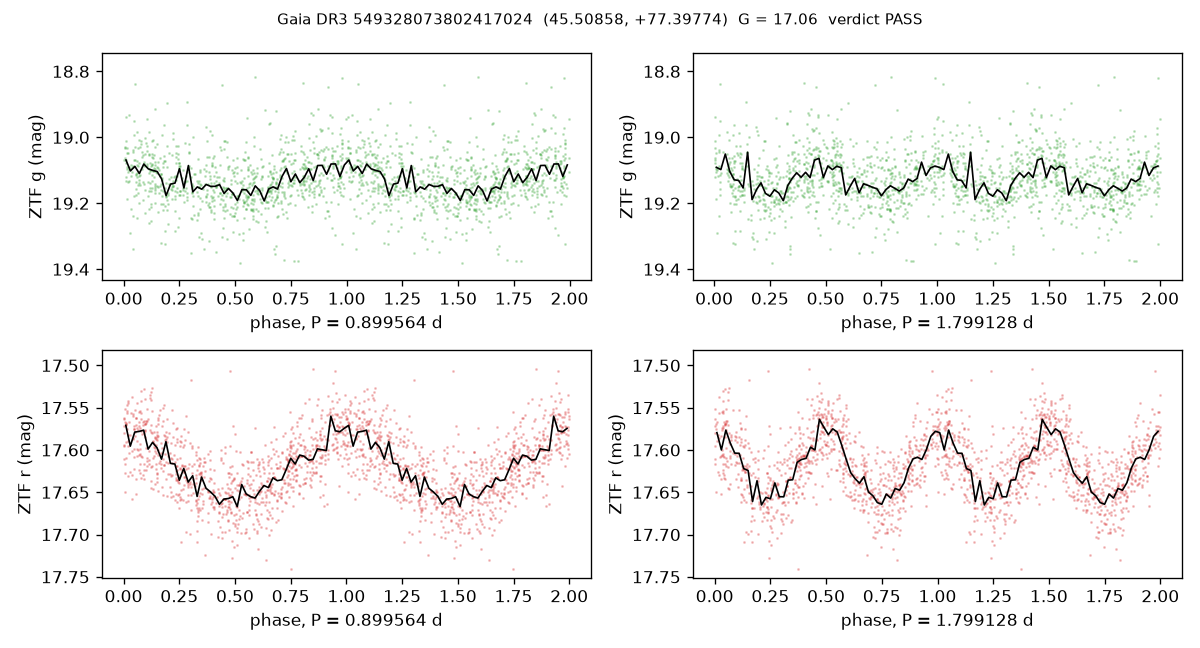 Gaia DR3 549328073802417024 (45.50858, +77.39774) G = 17.06 verdict PASS
ZTF g (mag)
18.8
19.0
19.2
19.4
0.00 0.25 0.50 0.75 1.00 1.25 1.50 1.75 2.00
phase, P = 0.899564 d
ZTF g (mag)
18.8
19.0
19.2
19.4
0.00 0.25 0.50 0.75 1.00 1.25 1.50 1.75 2.00
phase, P = 1.799128 d
ZTF r (mag)
17.50
17.55
17.60
17.65
17.70
17.75
0.00 0.25 0.50 0.75 1.00 1.25 1.50 1.75 2.00
phase, P = 0.899564 d
ZTF r (mag)
17.50
17.55
17.60
17.65
17.70
17.75
0.00 0.25 0.50 0.75 1.00 1.25 1.50 1.75 2.00
phase, P = 1.799128 d